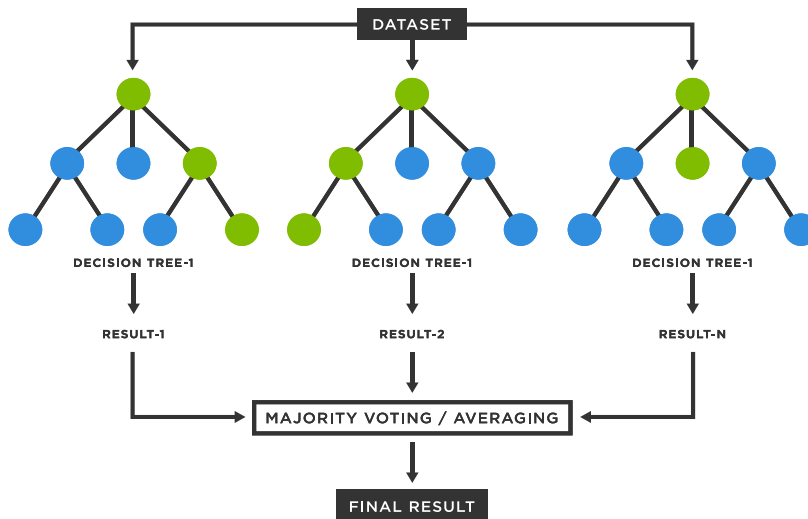 DATASET
DECISION TREE-1
DECISION TREE-1
DECISION TREE-1
RESULT-1
RESULT-2
RESULT-N
MAJORITY VOTING / AVERAGING
FINAL RESULT